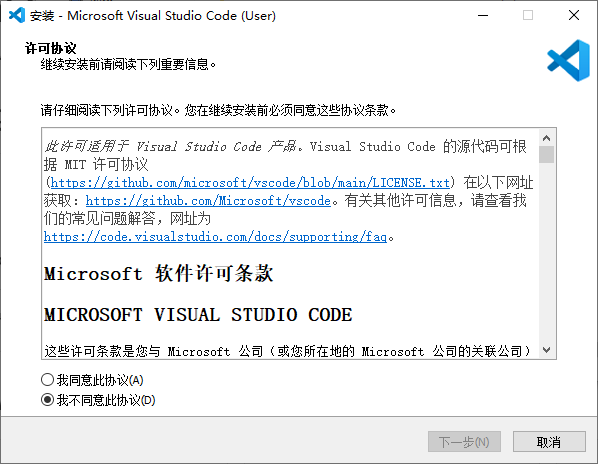 安装 - Microsoft Visual Studio Code (User)
许可协议
继续安装前请阅读下列重要信息。
请仔细阅读下列许可协议。您在继续安装前必须同意这些协议条款。
此许可适用于 Visual Studio Code 产品。Visual Studio Code 的源代码可根
据 MIT 许可协议
(https://github.com/microsoft/vscode/blob/main/LICENSE.txt) 在以下网址
获取：https://github.com/Microsoft/vscode。有关其他许可信息，请查看我
们的常见问题解答，网址为
https://code.visualstudio.com/docs/supporting/faq。
Microsoft 软件许可条款
MICROSOFT VISUAL STUDIO CODE
这些许可条款是您与 Microsoft 公司（或您所在地的 Microsoft 公司的关联公司）
我同意此协议(A)
我不同意此协议(D)
下一步(N)
取消